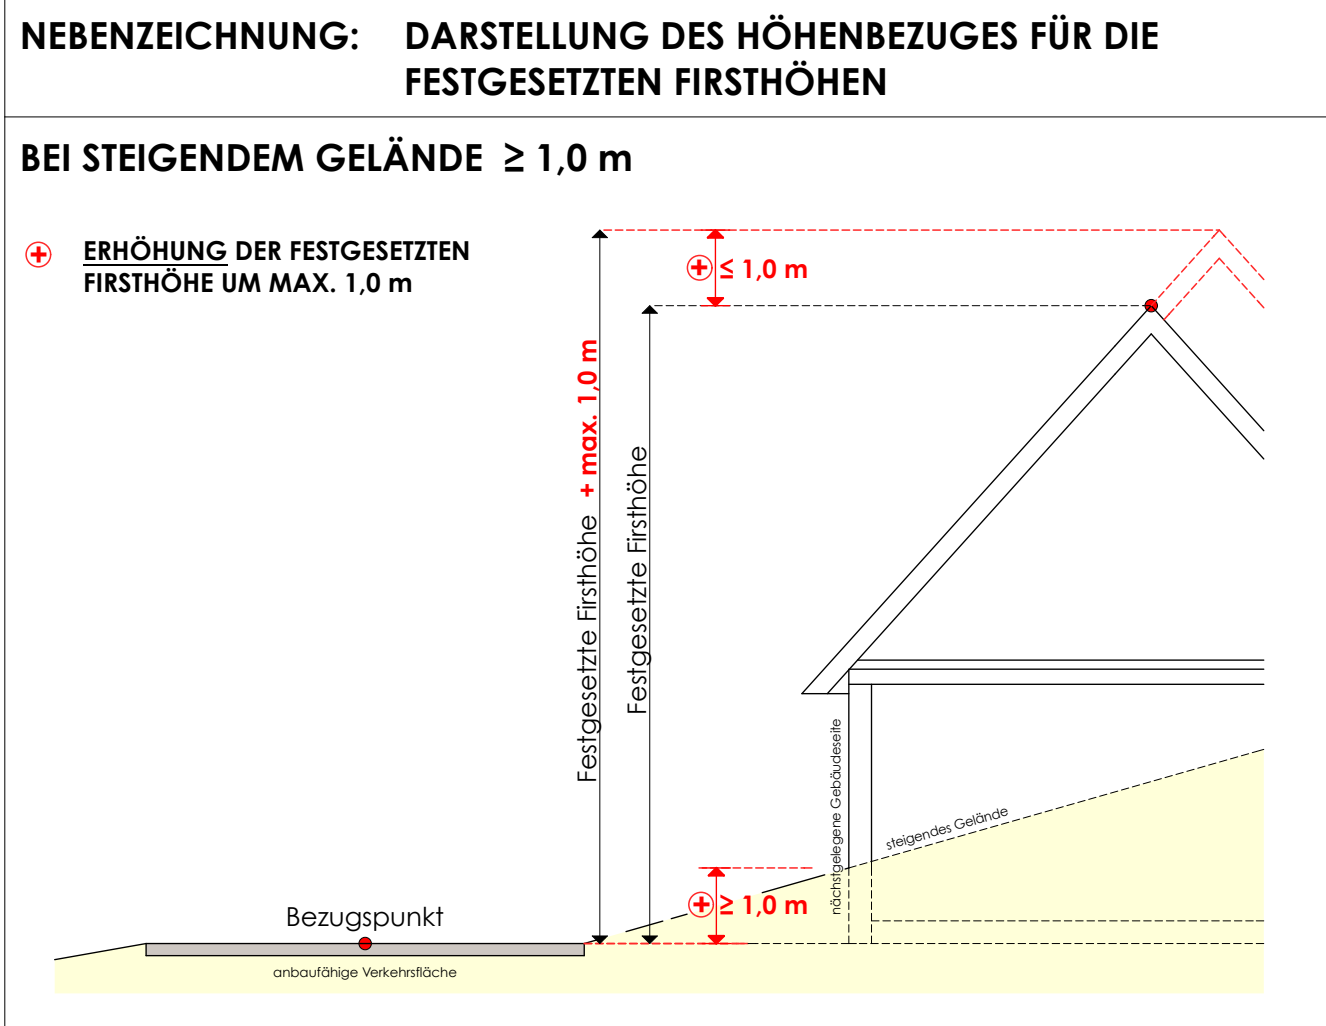 NEBENZEICHNUNG: DARSTELLUNG DES HÖHENBEZUGES FÜR DIE
FESTGESETZTEN FIRSTHÖHEN
BEI STEIGENDEM GELÄNDE ≥ 1,0 m
ERHÖHUNG DER FESTGESETZTEN
FIRSTHÖHE UM MAX. 1,0 m
≤ 1,0 m
Festgesetzte Firsthöhe + max. 1,0 m
Festgesetzte Firsthöhe
nächstgelegene Gebäudeseite
steigendes Gelände
≥ 1,0 m
Bezugspunkt
anbaufähige Verkehrsfläche